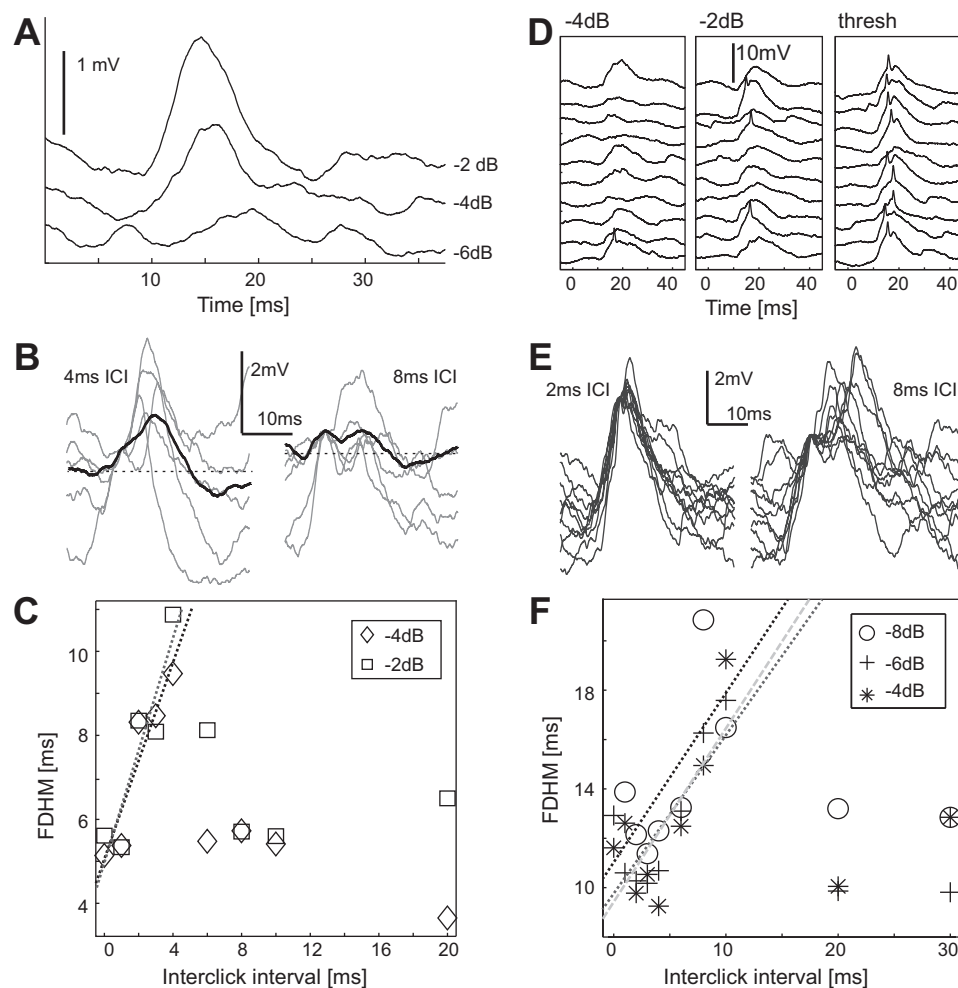 A
1 mV
-2 dB
-4dB
-6dB
10 20 30
Time [ms]
D
-4dB -2dB thresh
10mV
0 20 40 0 20 40 0 20 40
Time [ms]
B
4ms ICI
2mV
10ms
8ms ICI
E
2ms ICI
2mV
10ms
8ms ICI
C
10
8
6
4
FDHM [ms]
-4dB
-2dB
0 4 8 12 16 20
Interclick interval [ms]
F
18
14
10
FDHM [ms]
-8dB
-6dB
-4dB
0 10 20 30
Interclick interval [ms]